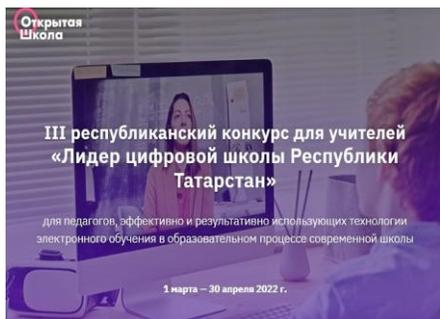 Открытая
Школа
III республиканский конкурс для учителей
«Лидер цифровой школы Республики
Татарстан»
для педагогов, эффективно и результативно использующих технологии
электронного обучения в образовательном процессе современной школы
1 марта — 30 апреля 2022 г.